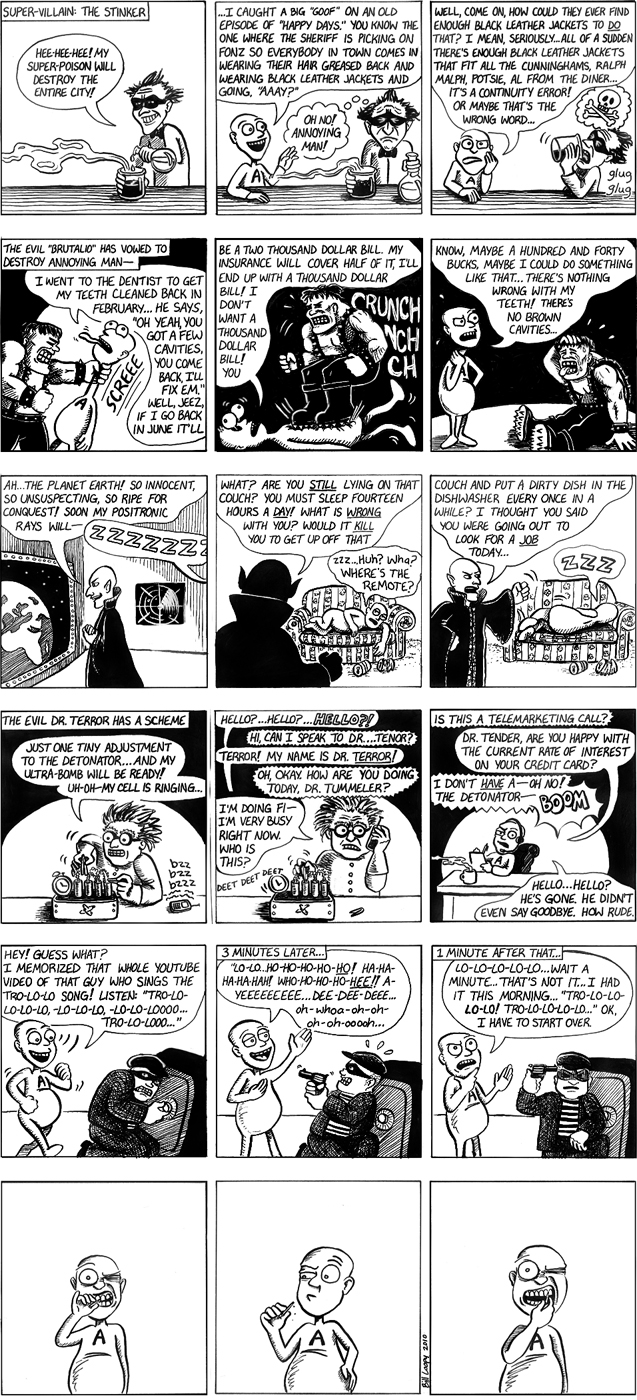 SUPER-VILLAIN: THE STINKER
HEE-HEE-HEE! MY
SUPER-POISON WILL
DESTROY THE
ENTIRE CITY!
...I CAUGHT A BIG "GOOF" ON AN OLD
EPISODE OF "HAPPY DAYS." YOU KNOW THE
ONE WHERE THE SHERIFF IS PICKING ON
FONZ SO EVERYBODY IN TOWN COMES IN
WEARING THEIR HAIR GREASED BACK AND
WEARING BLACK LEATHER JACKETS AND
GOING, "AAAY?"
OH NO!
ANNOYING
MAN!
WELL, COME ON, HOW COULD THEY EVER FIND
ENOUGH BLACK LEATHER JACKETS TO DO
THAT? I MEAN, SERIOUSLY...ALL OF A SUDDEN
THERE'S ENOUGH BLACK LEATHER JACKETS
THAT FIT ALL THE CUNNINGHAMS, RALPH
MALPH, POTSIE, AL FROM THE DINER...
IT'S A CONTINUITY ERROR!
OR MAYBE THAT'S THE
WRONG WORD...
glug
glug
A
A
THE EVIL "BRUTALIO" HAS VOWED TO
DESTROY ANNOYING MAN—
I WENT TO THE DENTIST TO GET
MY TEETH CLEANED BACK IN
FEBRUARY... HE SAYS,
"OH YEAH, YOU
GOT A FEW
CAVITIES,
YOU COME
BACK, I'LL
FIX EM."
WELL, JEEZ,
IF I GO BACK
IN JUNE IT'LL
SCREEE
A
BE A TWO THOUSAND DOLLAR BILL. MY
INSURANCE WILL COVER HALF OF IT, I'LL
END UP WITH A THOUSAND DOLLAR
BILL! I
DON'T
WANT A
THOUSAND
DOLLAR
BILL!
YOU
CRUNCH
NCH
CH
KNOW, MAYBE A HUNDRED AND FORTY
BUCKS, MAYBE I COULD DO SOMETHING
LIKE THAT...THERE'S NOTHING
WRONG WITH MY
TEETH! THERE'S
NO BROWN
CAVITIES...
A
AH...THE PLANET EARTH! SO INNOCENT,
SO UNSUSPECTING, SO RIPE FOR
CONQUEST! SOON MY POSITRONIC
RAYS WILL—
ZZZZZZZZ
WHAT? ARE YOU STILL LYING ON THAT
COUCH? YOU MUST SLEEP FOURTEEN
HOURS A DAY! WHAT IS WRONG
WITH YOU? WOULD IT KILL
YOU TO GET UP OFF THAT
ZZZ...HUH? WHA?
WHERE'S THE
REMOTE?
COUCH AND PUT A DIRTY DISH IN THE
DISHWASHER EVERY ONCE IN A
WHILE? I THOUGHT YOU SAID
YOU WERE GOING OUT TO
LOOK FOR A JOB
TODAY...
ZZZ
THE EVIL DR. TERROR HAS A SCHEME
JUST ONE TINY ADJUSTMENT
TO THE DETONATOR,...AND MY
ULTRA-BOMB WILL BE READY!
UH-OH-MY CELL IS RINGING...
bzz
bzz
bzzz
HELLO?...HELLO?...HELLO?!
HI, CAN I SPEAK TO DR....TENOR?
TERROR! MY NAME IS DR. TERROR!
OH, OKAY. HOW ARE YOU DOING
TODAY, DR. TUMMELER?
I'M DOING FI—
I'M VERY BUSY
RIGHT NOW.
WHO IS
THIS?
DEET DEET DEET
IS THIS A TELEMARKETING CALL?
DR. TENDER, ARE YOU HAPPY WITH
THE CURRENT RATE OF INTEREST
ON YOUR CREDIT CARD?
I DON'T HAVE A—OH NO!
THE DETONATOR—
BOOM
A
HELLO...HELLO?
HE'S GONE. HE DIDN'T
EVEN SAY GOODBYE. HOW RUDE.
HEY! GUESS WHAT?
I MEMORIZED THAT WHOLE YOUTUBE
VIDEO OF THAT GUY WHO SINGS THE
TRO-LO-LO SONG! LISTEN: "TRO-LO-
LO-LO-LO, -LO-LO-LO, -LO-LO-LOOOO...
TRO-LO-LOOO..."
A
3 MINUTES LATER...
"LO-LO..HO-HO-HO-HO-HO! HA-HA-
HA-HA-HAH! WHO-HO-HO-HO-HEE!! A-
YEEEEEEEEE...DEE-DEE-DEEE...
oh-whoa-oh-oh-
oh-oh-ooooh...
A
1 MINUTE AFTER THAT...
LO-LO-LO-LO-LO...WAIT A
MINUTE...THAT'S NOT IT...I HAD
IT THIS MORNING..."TRO-LO-LO-
LO-LO! TRO-LO-LO-LO..." OK,
I HAVE TO START OVER.
A
A
A
A
Bill Loopy 2010